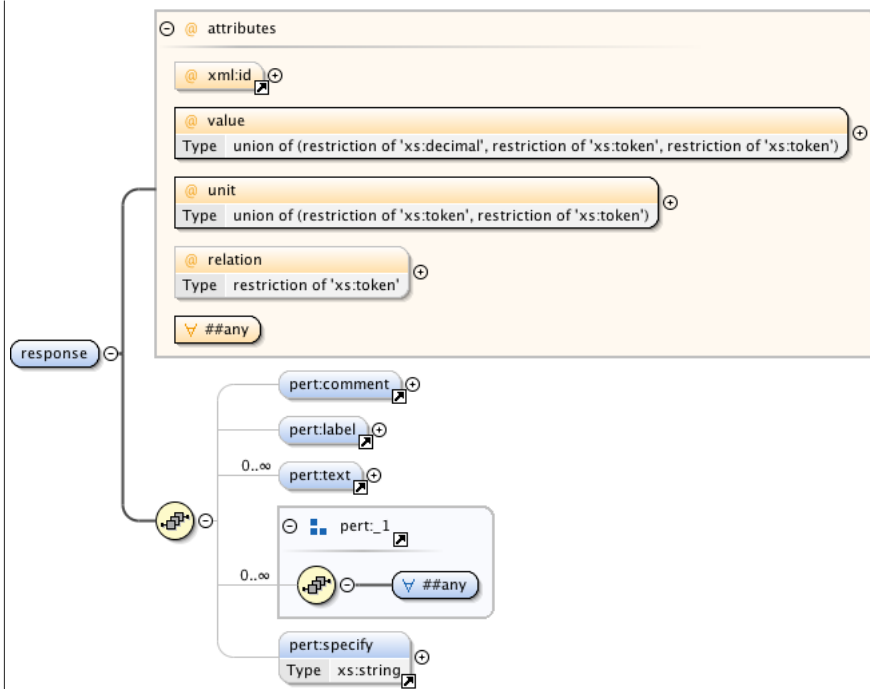 @ attributes
@ xml:id
@ value
Type union of (restriction of 'xs:decimal', restriction of 'xs:token', restriction of 'xs:token')
@ unit
Type union of (restriction of 'xs:token', restriction of 'xs:token')
@ relation
Type restriction of 'xs:token'
∀ ##any
response
pert:comment
pert:label
0..∞ pert:text
pert:_1
0..∞ ∀ ##any
pert:specify
Type xs:string